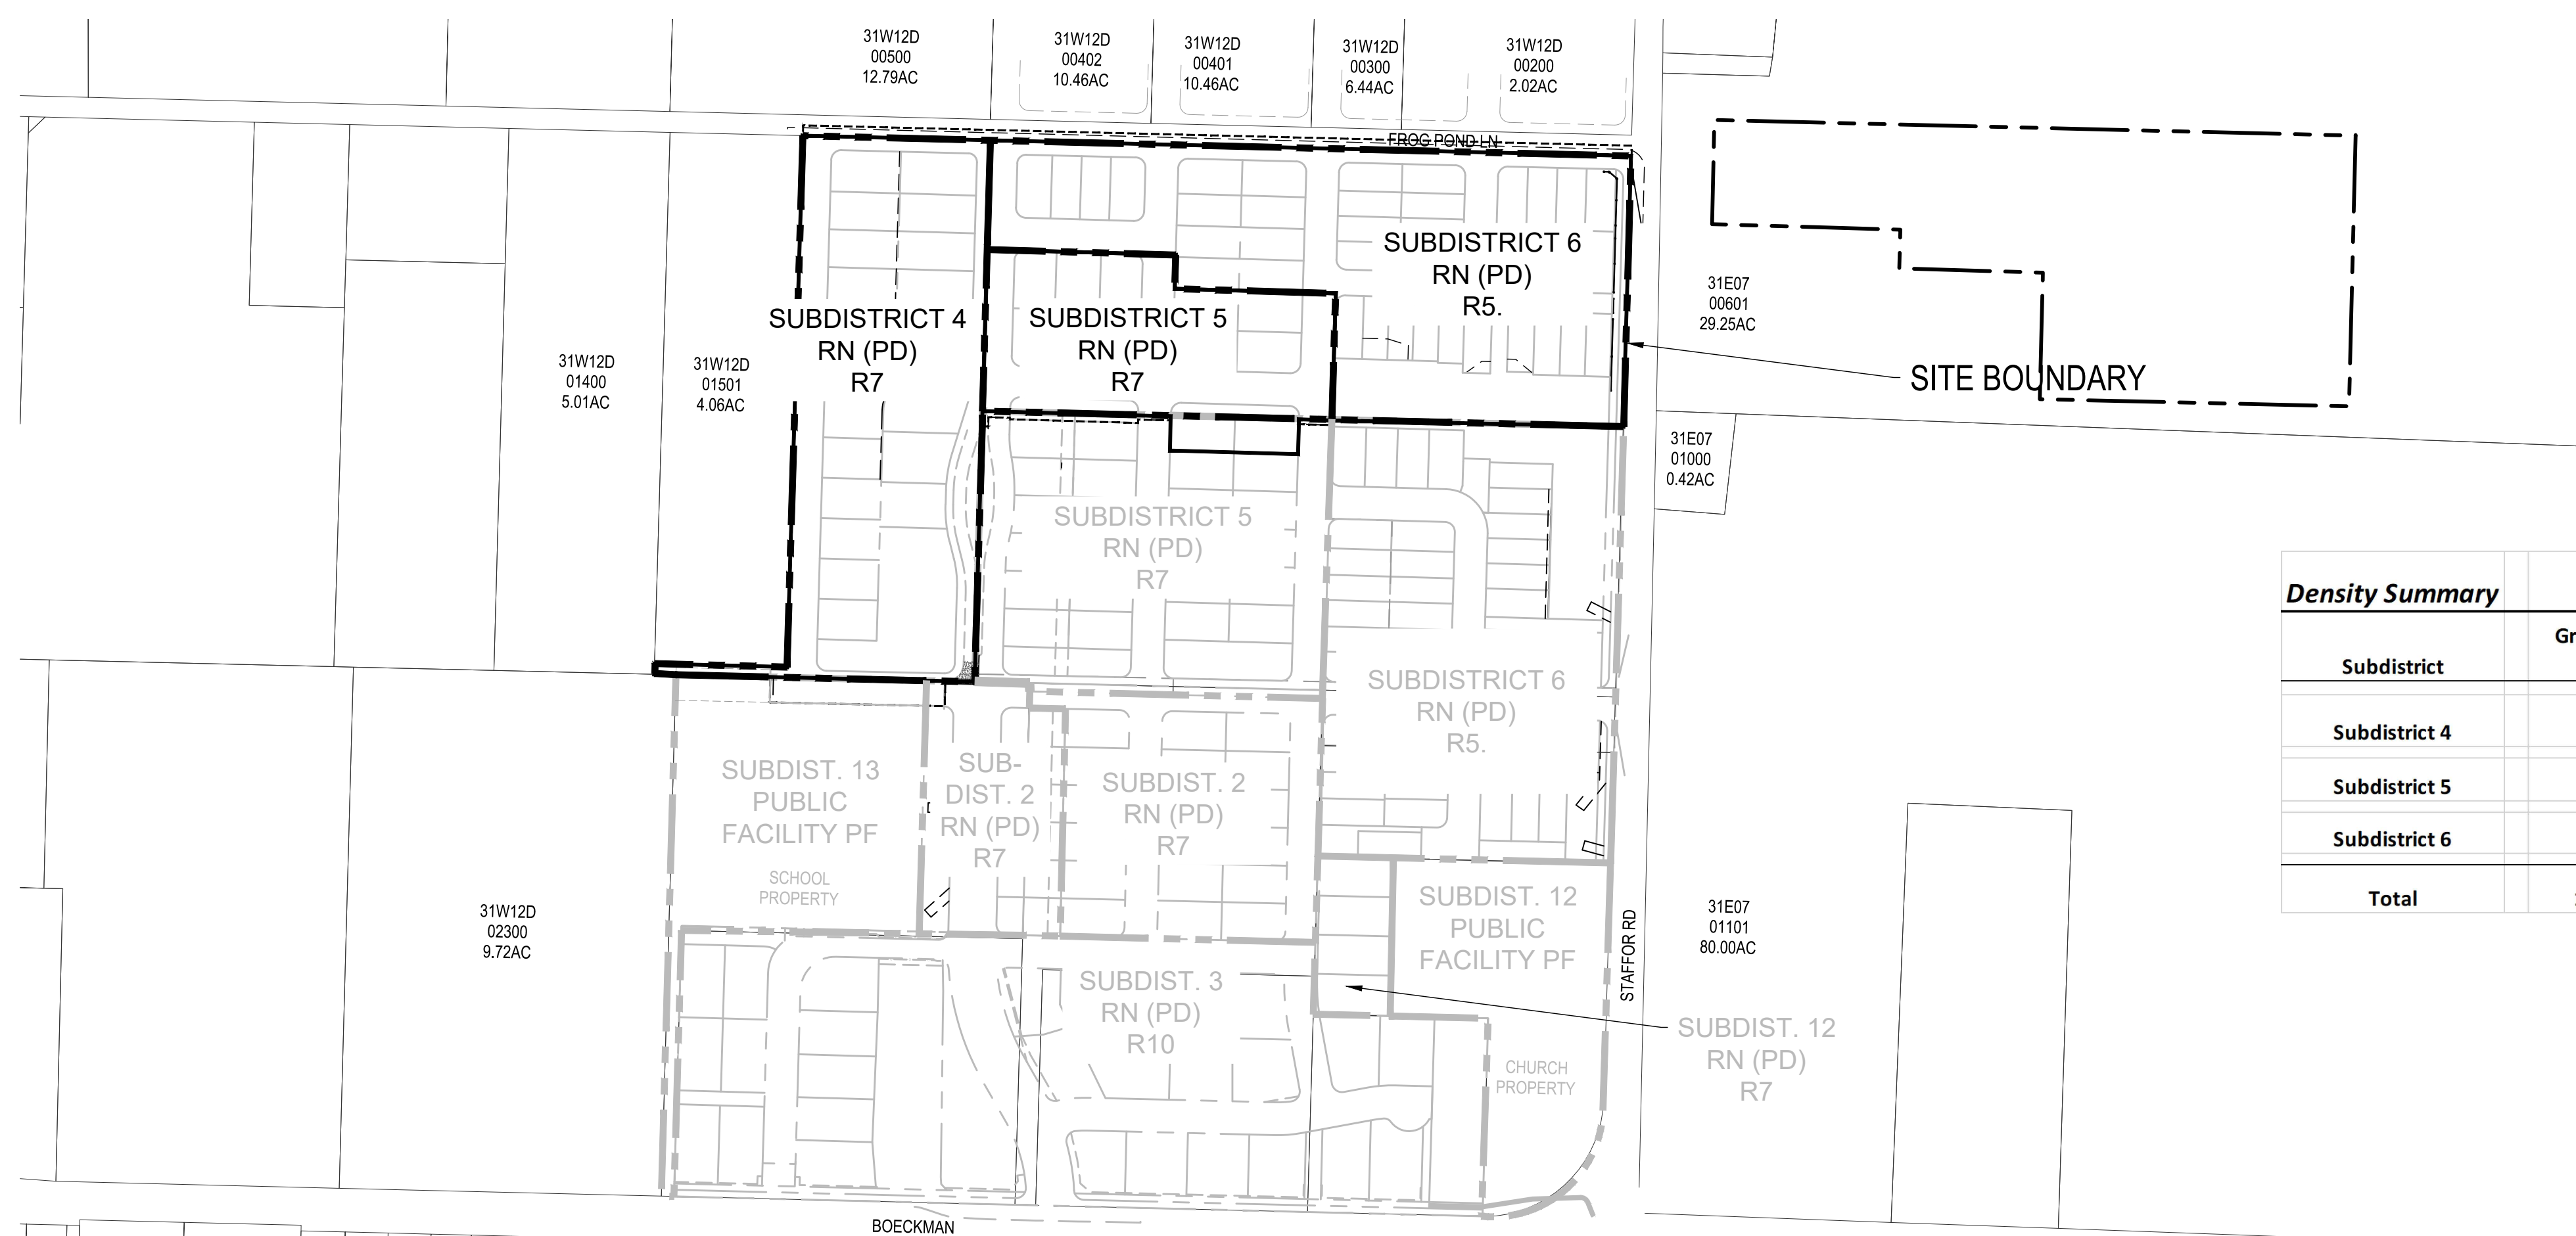 31W12D
00500
12.79AC
31W12D
00402
10.46AC
31W12D
00401
10.46AC
31W12D
00300
6.44AC
31W12D
00200
2.02AC
FROG POND LN
SUBDISTRICT 4
RN (PD)
R7
SUBDISTRICT 5
RN (PD)
R7
SUBDISTRICT 6
RN (PD)
R5.
31E07
00601
29.25AC
SITE BOUNDARY
31W12D
01400
5.01AC
31W12D
01501
4.06AC
31E07
01000
0.42AC
SUBDISTRICT 5
RN (PD)
R7
SUBDISTRICT 6
RN (PD)
R5.
Density Summary
Gr
Subdistrict
Subdistrict 4
Subdistrict 5
Subdistrict 6
Total
SUBDIST. 13
PUBLIC
FACILITY PF
SCHOOL
PROPERTY
SUB-
DIST. 2
RN (PD)
R7
SUBDIST. 2
RN (PD)
R7
SUBDIST. 12
PUBLIC
FACILITY PF
STAFFOR RD
31W12D
02300
9.72AC
31E07
01101
80.00AC
SUBDIST. 3
RN (PD)
R10
SUBDIST. 12
RN (PD)
R7
CHURCH
PROPERTY
BOECKMAN